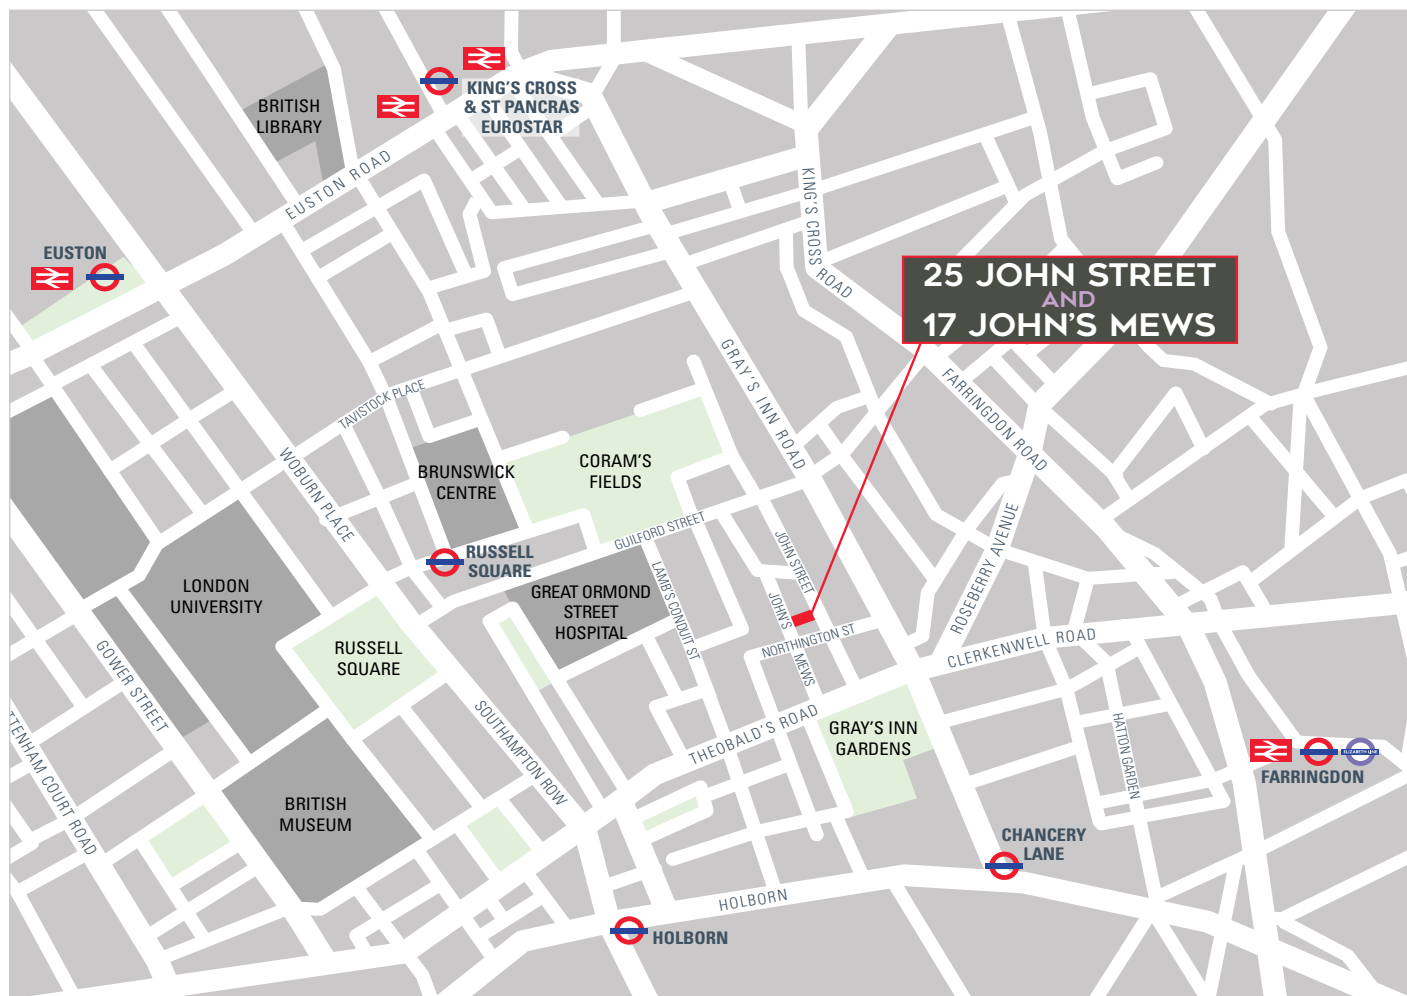 KING'S CROSS
& ST PANCRAS
EUROSTAR
BRITISH
LIBRARY
EUSTON ROAD
KING'S CROSS ROAD
EUSTON
25 JOHN STREET
AND
17 JOHN'S MEWS
GRAY'S INN ROAD
FARRINGDON ROAD
TAVISTOCK PLACE
WOBURN PLACE
BRUNSWICK
CENTRE
CORAM'S
FIELDS
GUILFORD STREET
RUSSELL
SQUARE
JOHN STREET
ROSEBERRY AVENUE
LONDON
UNIVERSITY
GREAT ORMOND
STREET
HOSPITAL
LAMB'S CONDUIT ST
JOHN'S
MEWS
NORTHINGTON ST
CLERKENWELL ROAD
RUSSELL
SQUARE
GOWER STREET
TTENHAM COURT ROAD
SOUTHAMPTON ROW
THEOBALD'S ROAD
GRAY'S INN
GARDENS
HATTON GARDEN
ELIZABETH LINE
FARRINGDON
BRITISH
MUSEUM
CHANCERY
LANE
HOLBORN
HOLBORN